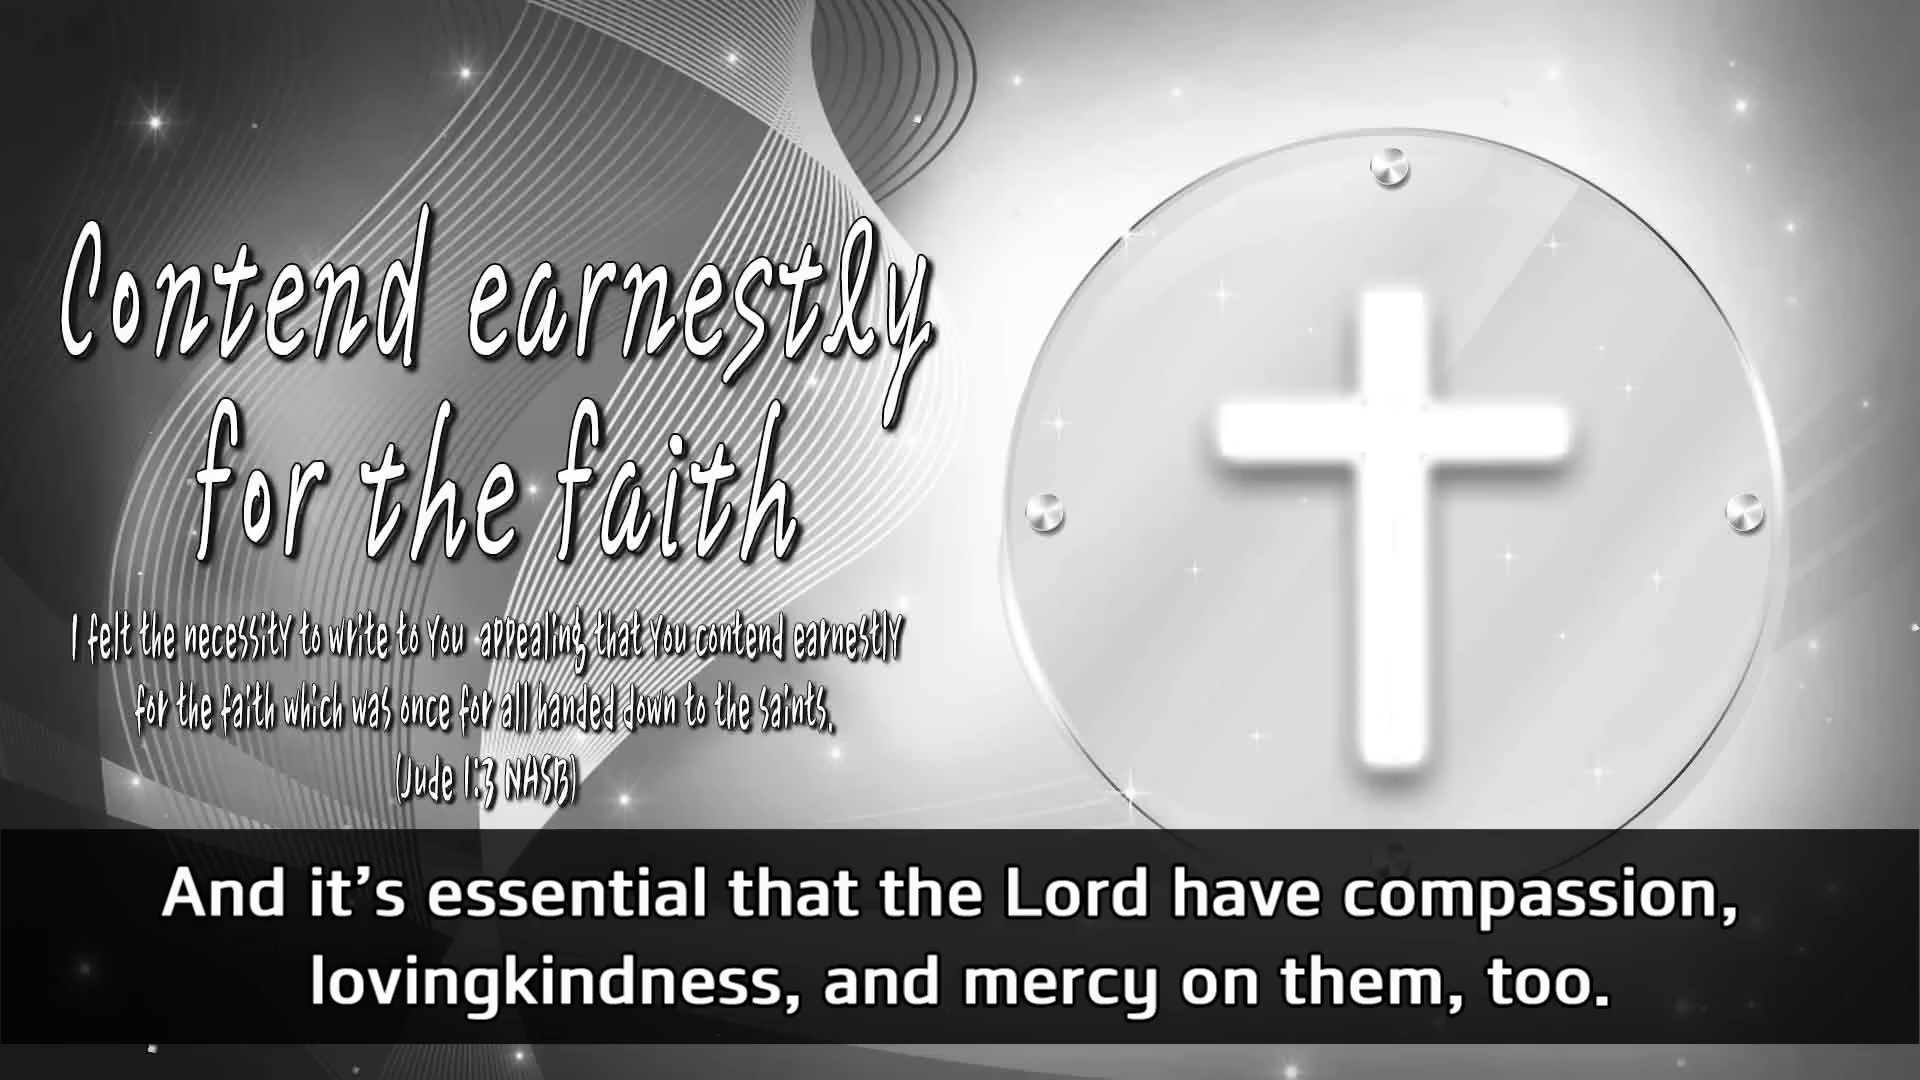 Contend earnestly
for the faith
I felt the necessity to write to you appealing that you contend earnestly
for the faith which was once for all handed down to the saints.
(Jude 1:3 NASB)
And it’s essential that the Lord have compassion,
lovingkindness, and mercy on them, too.